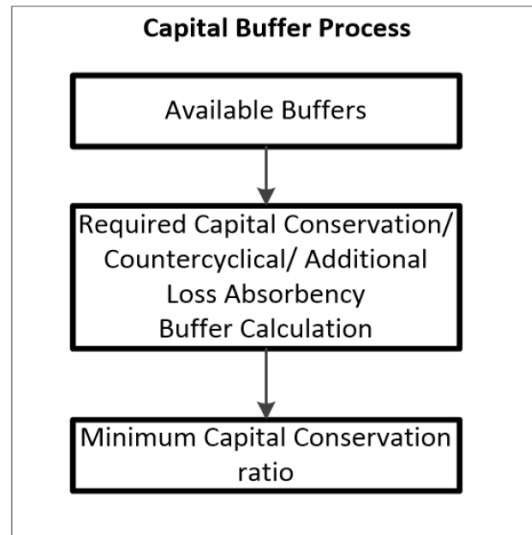 Capital Buffer Process
Available Buffers
Required Capital Conservation/
Countercyclical/ Additional
Loss Absorbency
Buffer Calculation
Minimum Capital Conservation
ratio